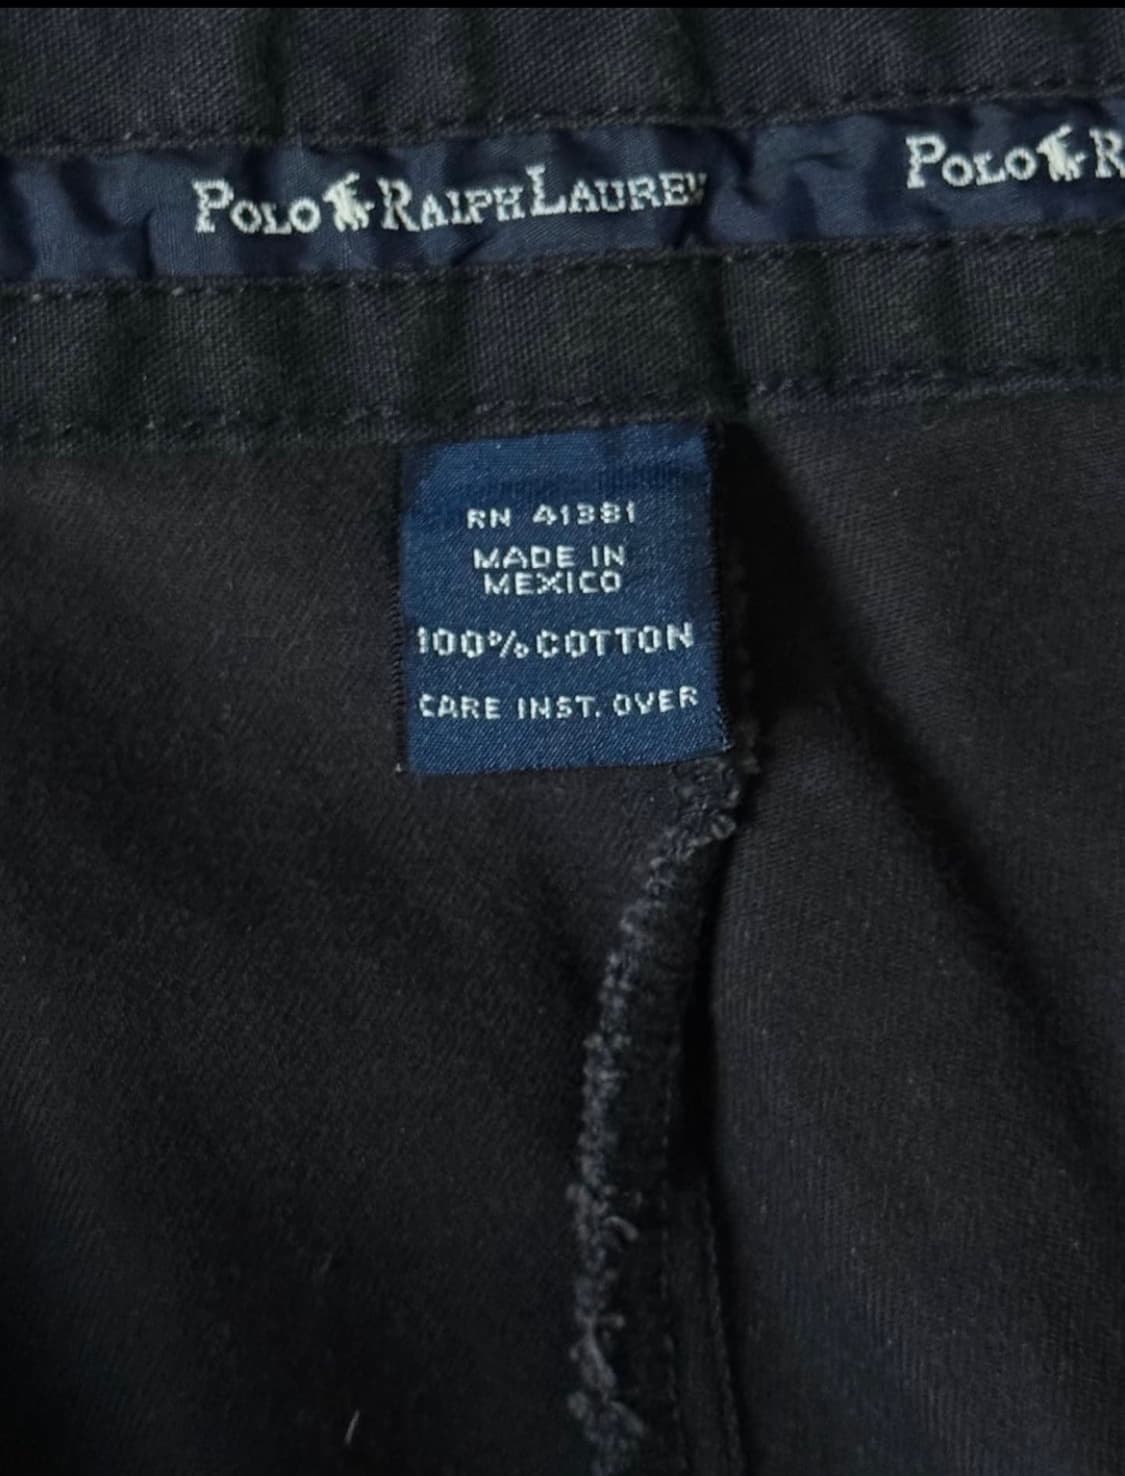 POLO RALPH LAUREN
POLO R
RN 41381
MADE IN
MEXICO
100% COTTON
CARE INST. OVER